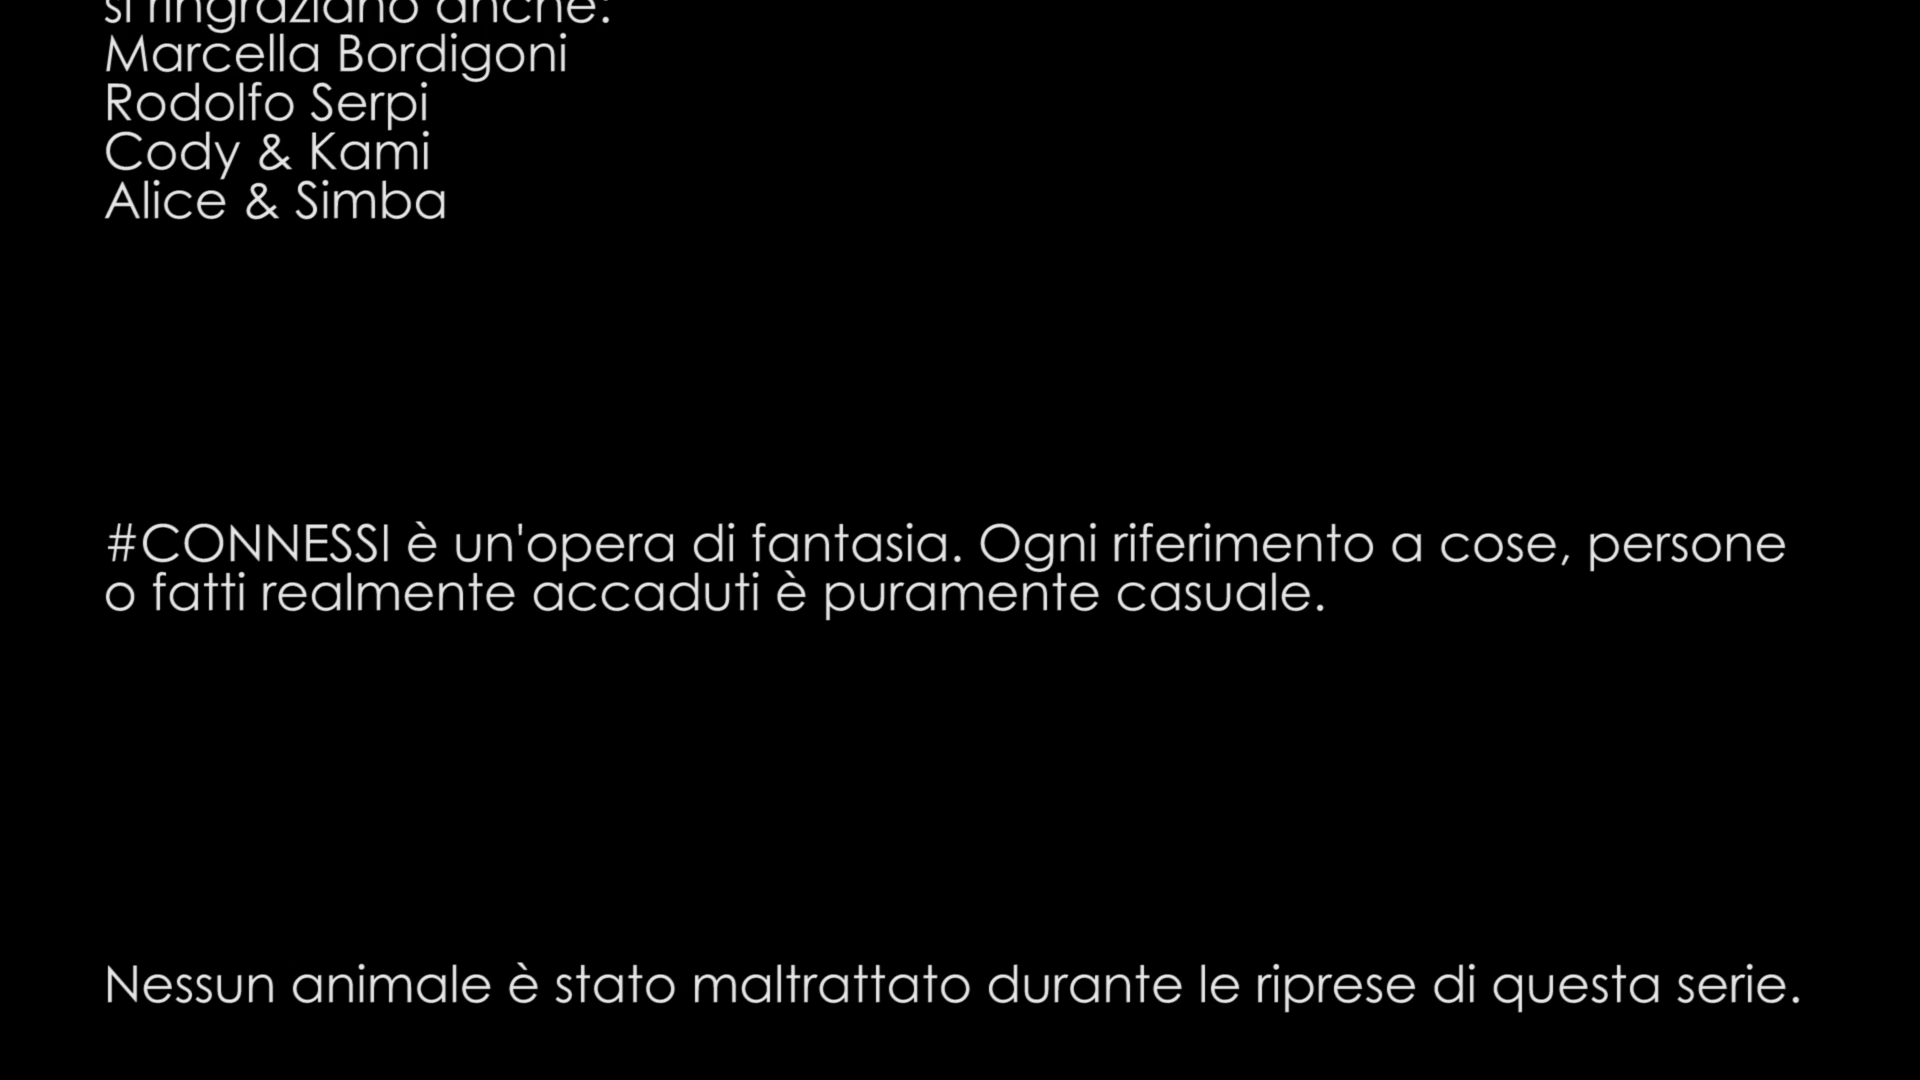 si ringraziano anche:
Marcella Bordigoni
Rodolfo Serpi
Cody & Kami
Alice & Simba
#CONNESSI è un'opera di fantasia. Ogni riferimento a cose, persone
o fatti realmente accaduti è puramente casuale.
Nessun animale è stato maltrattato durante le riprese di questa serie.